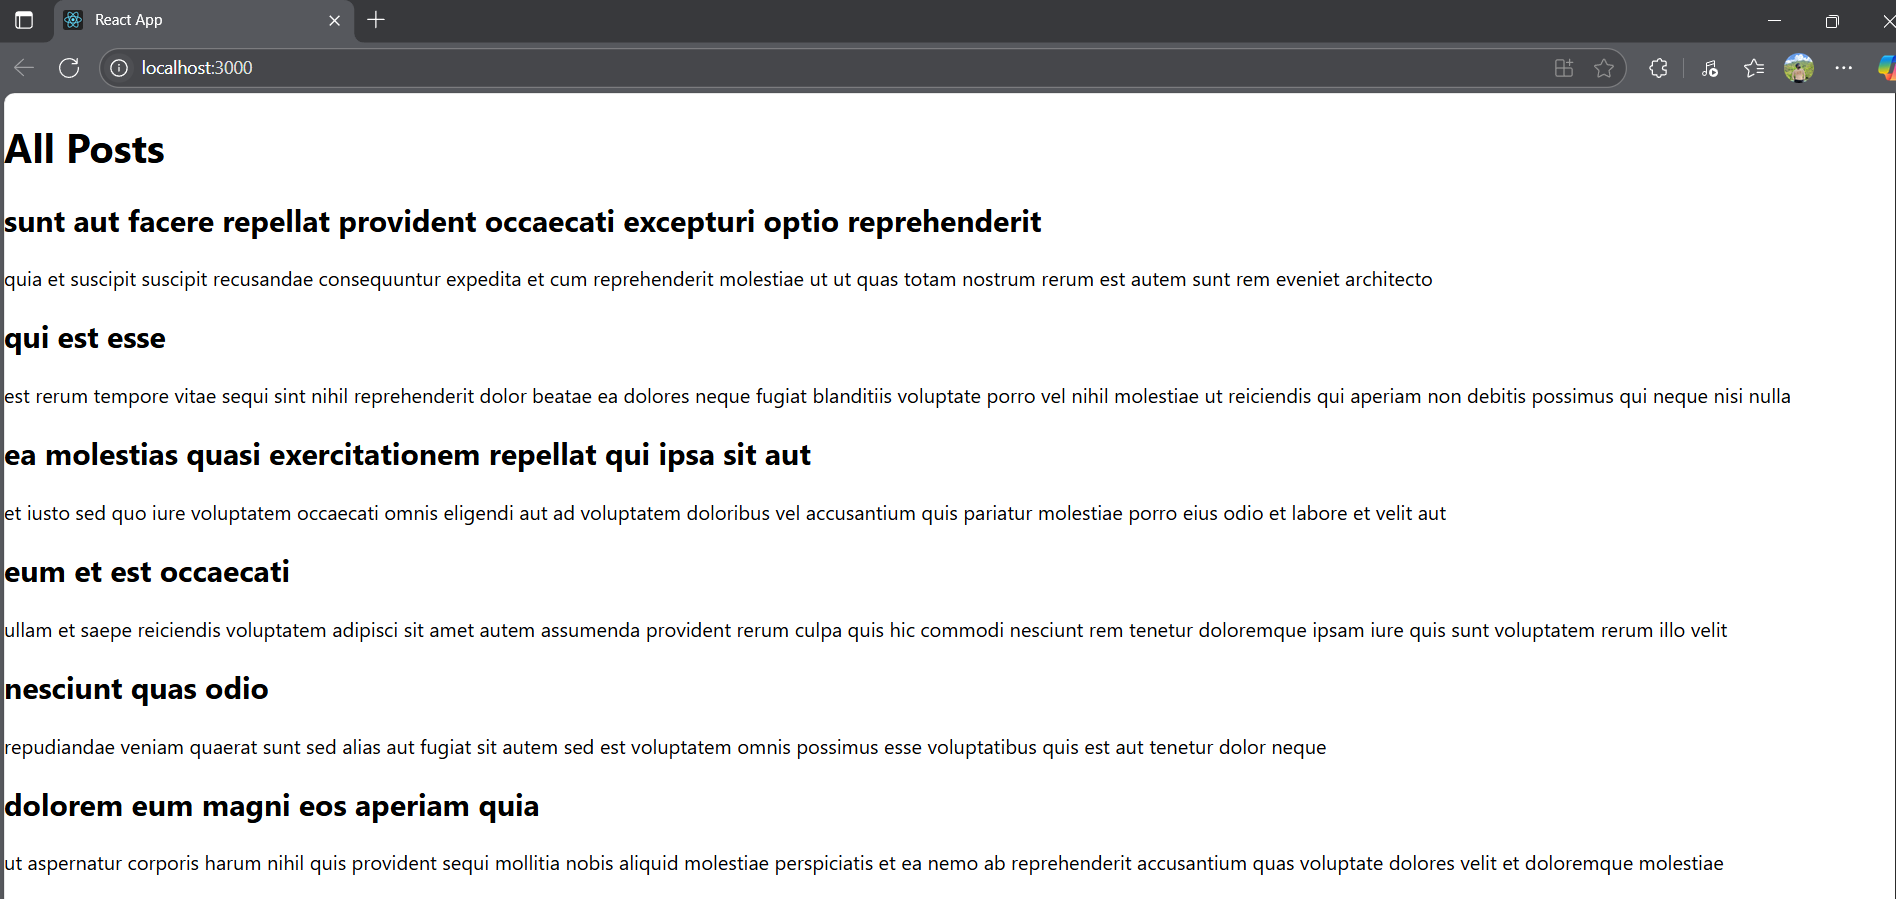 React App
localhost:3000
All Posts
sunt aut facere repellat provident occaecati excepturi optio reprehenderit
quia et suscipit suscipit recusandae consequuntur expedita et cum reprehenderit molestiae ut ut quas totam nostrum rerum est autem sunt rem eveniet architecto
qui est esse
est rerum tempore vitae sequi sint nihil reprehenderit dolor beatae ea dolores neque fugiat blanditiis voluptate porro vel nihil molestiae ut reiciendis qui aperiam non debitis possimus qui neque nisi nulla
ea molestias quasi exercitationem repellat qui ipsa sit aut
et iusto sed quo iure voluptatem occaecati omnis eligendi aut ad voluptatem doloribus vel accusantium quis pariatur molestiae porro eius odio et labore et velit aut
eum et est occaecati
ullam et saepe reiciendis voluptatem adipisci sit amet autem assumenda provident rerum culpa quis hic commodi nesciunt rem tenetur doloremque ipsam iure quis sunt voluptatem rerum illo velit
nesciunt quas odio
repudiandae veniam quaerat sunt sed alias aut fugiat sit autem sed est voluptatem omnis possimus esse voluptatibus quis est aut tenetur dolor neque
dolorem eum magni eos aperiam quia
ut aspernatur corporis harum nihil quis provident sequi mollitia nobis aliquid molestiae perspiciatis et ea nemo ab reprehenderit accusantium quas voluptate dolores velit et doloremque molestiae